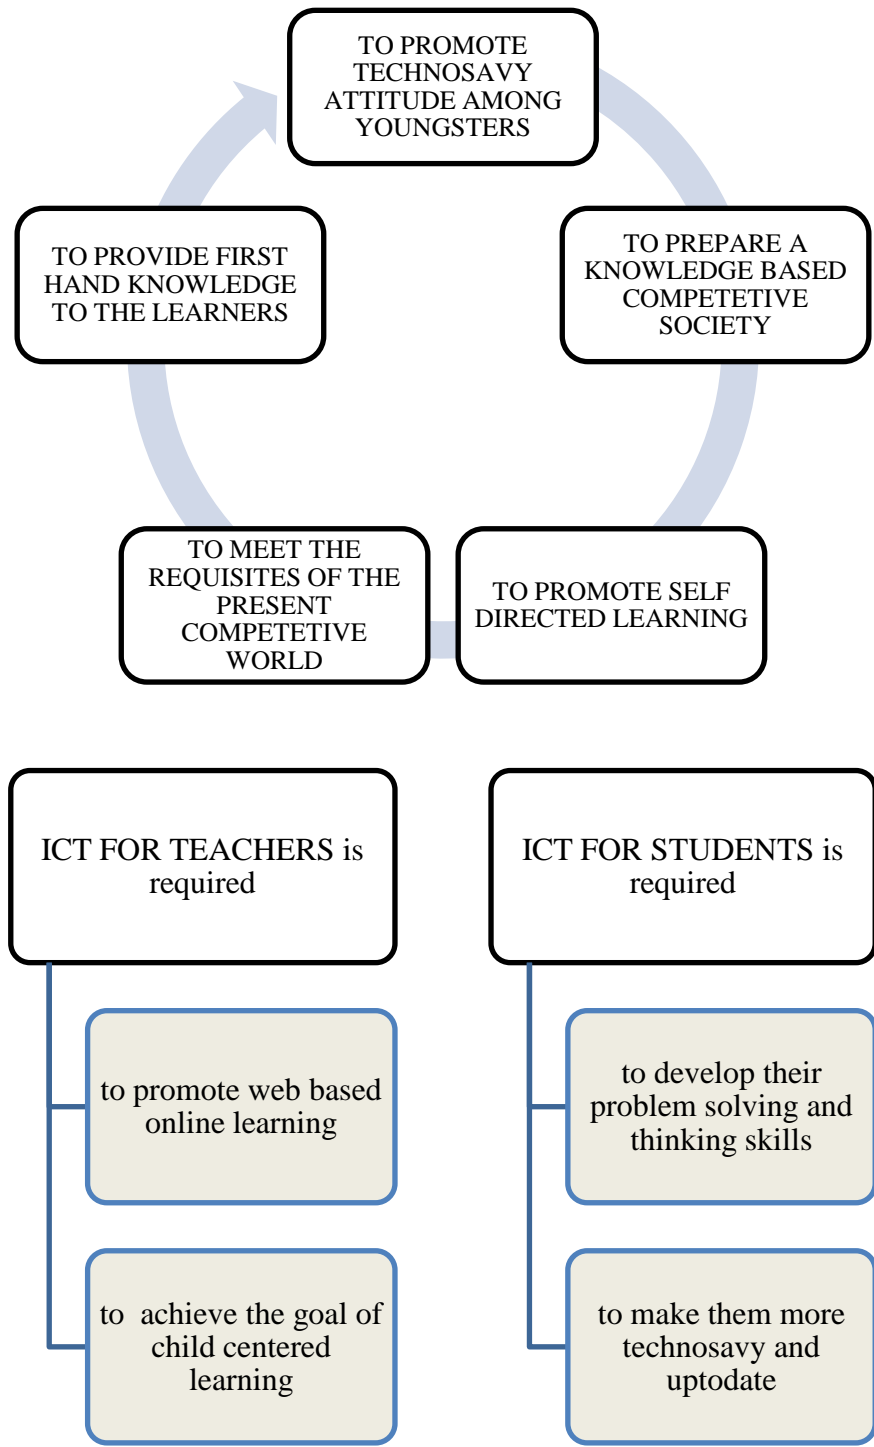 TO PROMOTE
TECHNOSAVY
ATTITUDE AMONG
YOUNGSTERS
TO PREPARE A
KNOWLEDGE BASED
COMPETETIVE
SOCIETY
TO PROMOTE SELF
DIRECTED LEARNING
TO MEET THE
REQUISITES OF THE
PRESENT
COMPETETIVE
WORLD
TO PROVIDE FIRST
HAND KNOWLEDGE
TO THE LEARNERS
ICT FOR TEACHERS is
required
to promote web based
online learning
to  achieve the goal of
child centered
learning
ICT FOR STUDENTS is
required
to develop their
problem solving and
thinking skills
to make them more
technosavy and
uptodate